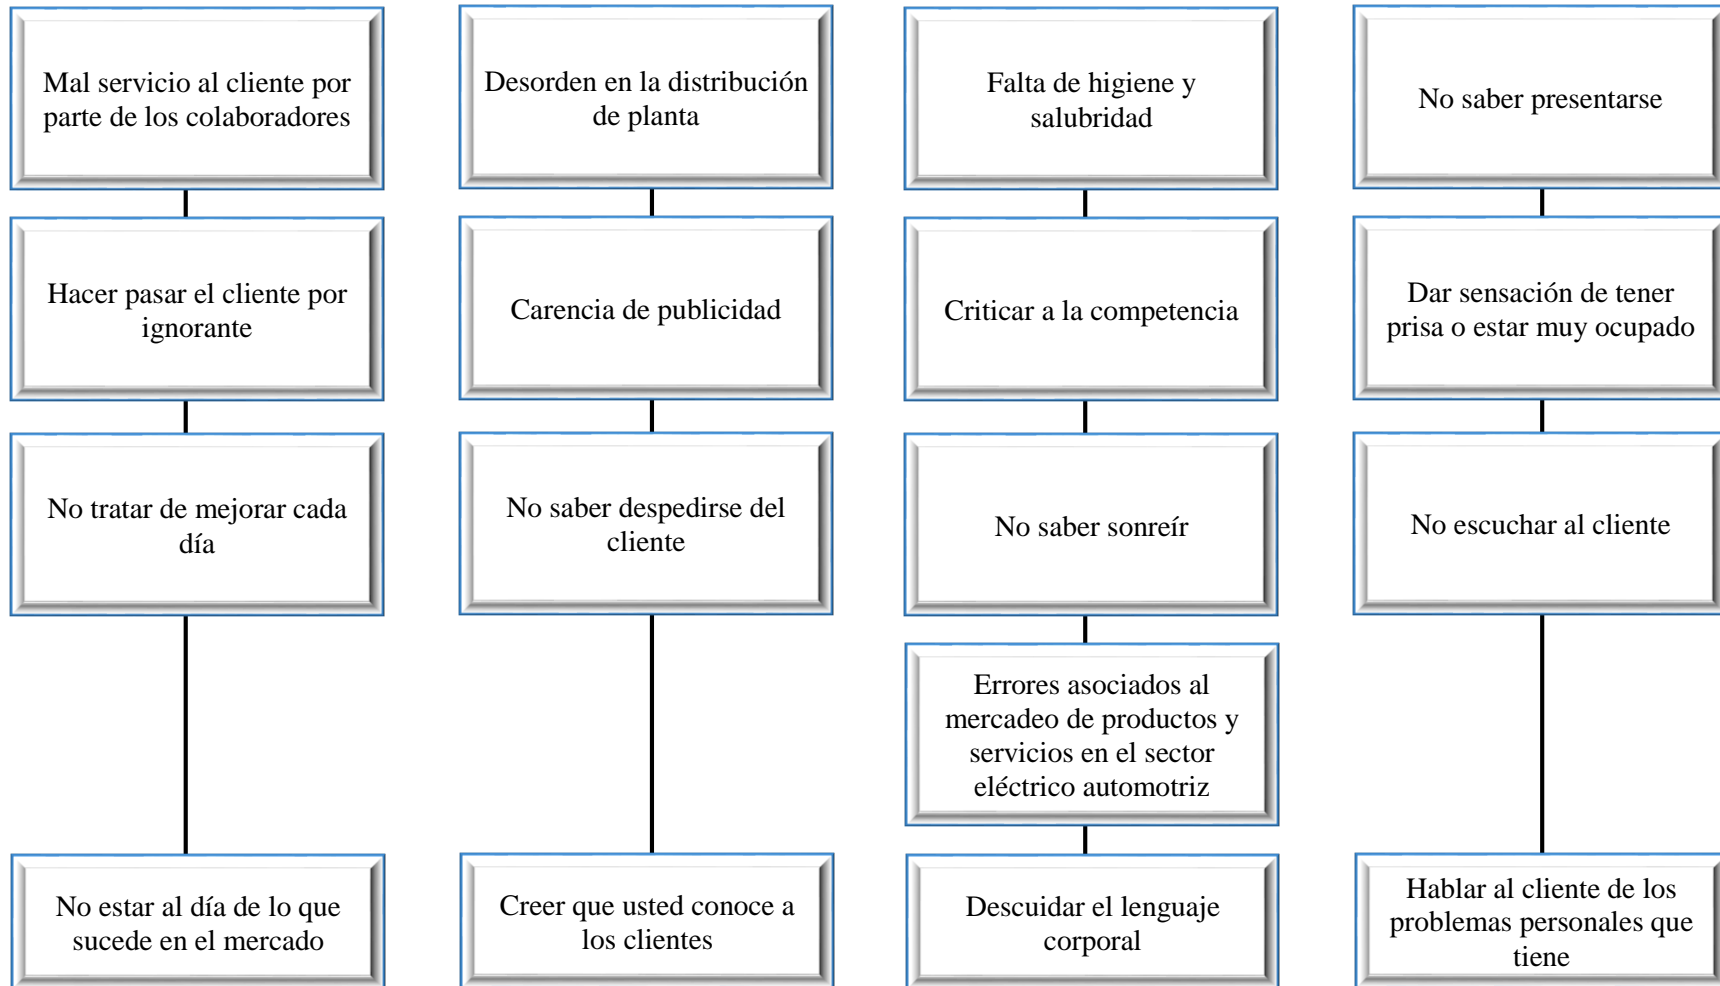 Mal servicio al cliente por
parte de los colaboradores
Desorden en la distribución
de planta
Falta de higiene y
salubridad
No saber presentarse
Hacer pasar el cliente por
ignorante
Carencia de publicidad
Criticar a la competencia
Dar sensación de tener
prisa o estar muy ocupado
No tratar de mejorar cada
día
No saber despedirse del
cliente
No saber sonreír
No escuchar al cliente
Errores asociados al
mercadeo de productos y
servicios en el sector
eléctrico automotriz
No estar al día de lo que
sucede en el mercado
Creer que usted conoce a
los clientes
Descuidar el lenguaje
corporal
Hablar al cliente de los
problemas personales que
tiene